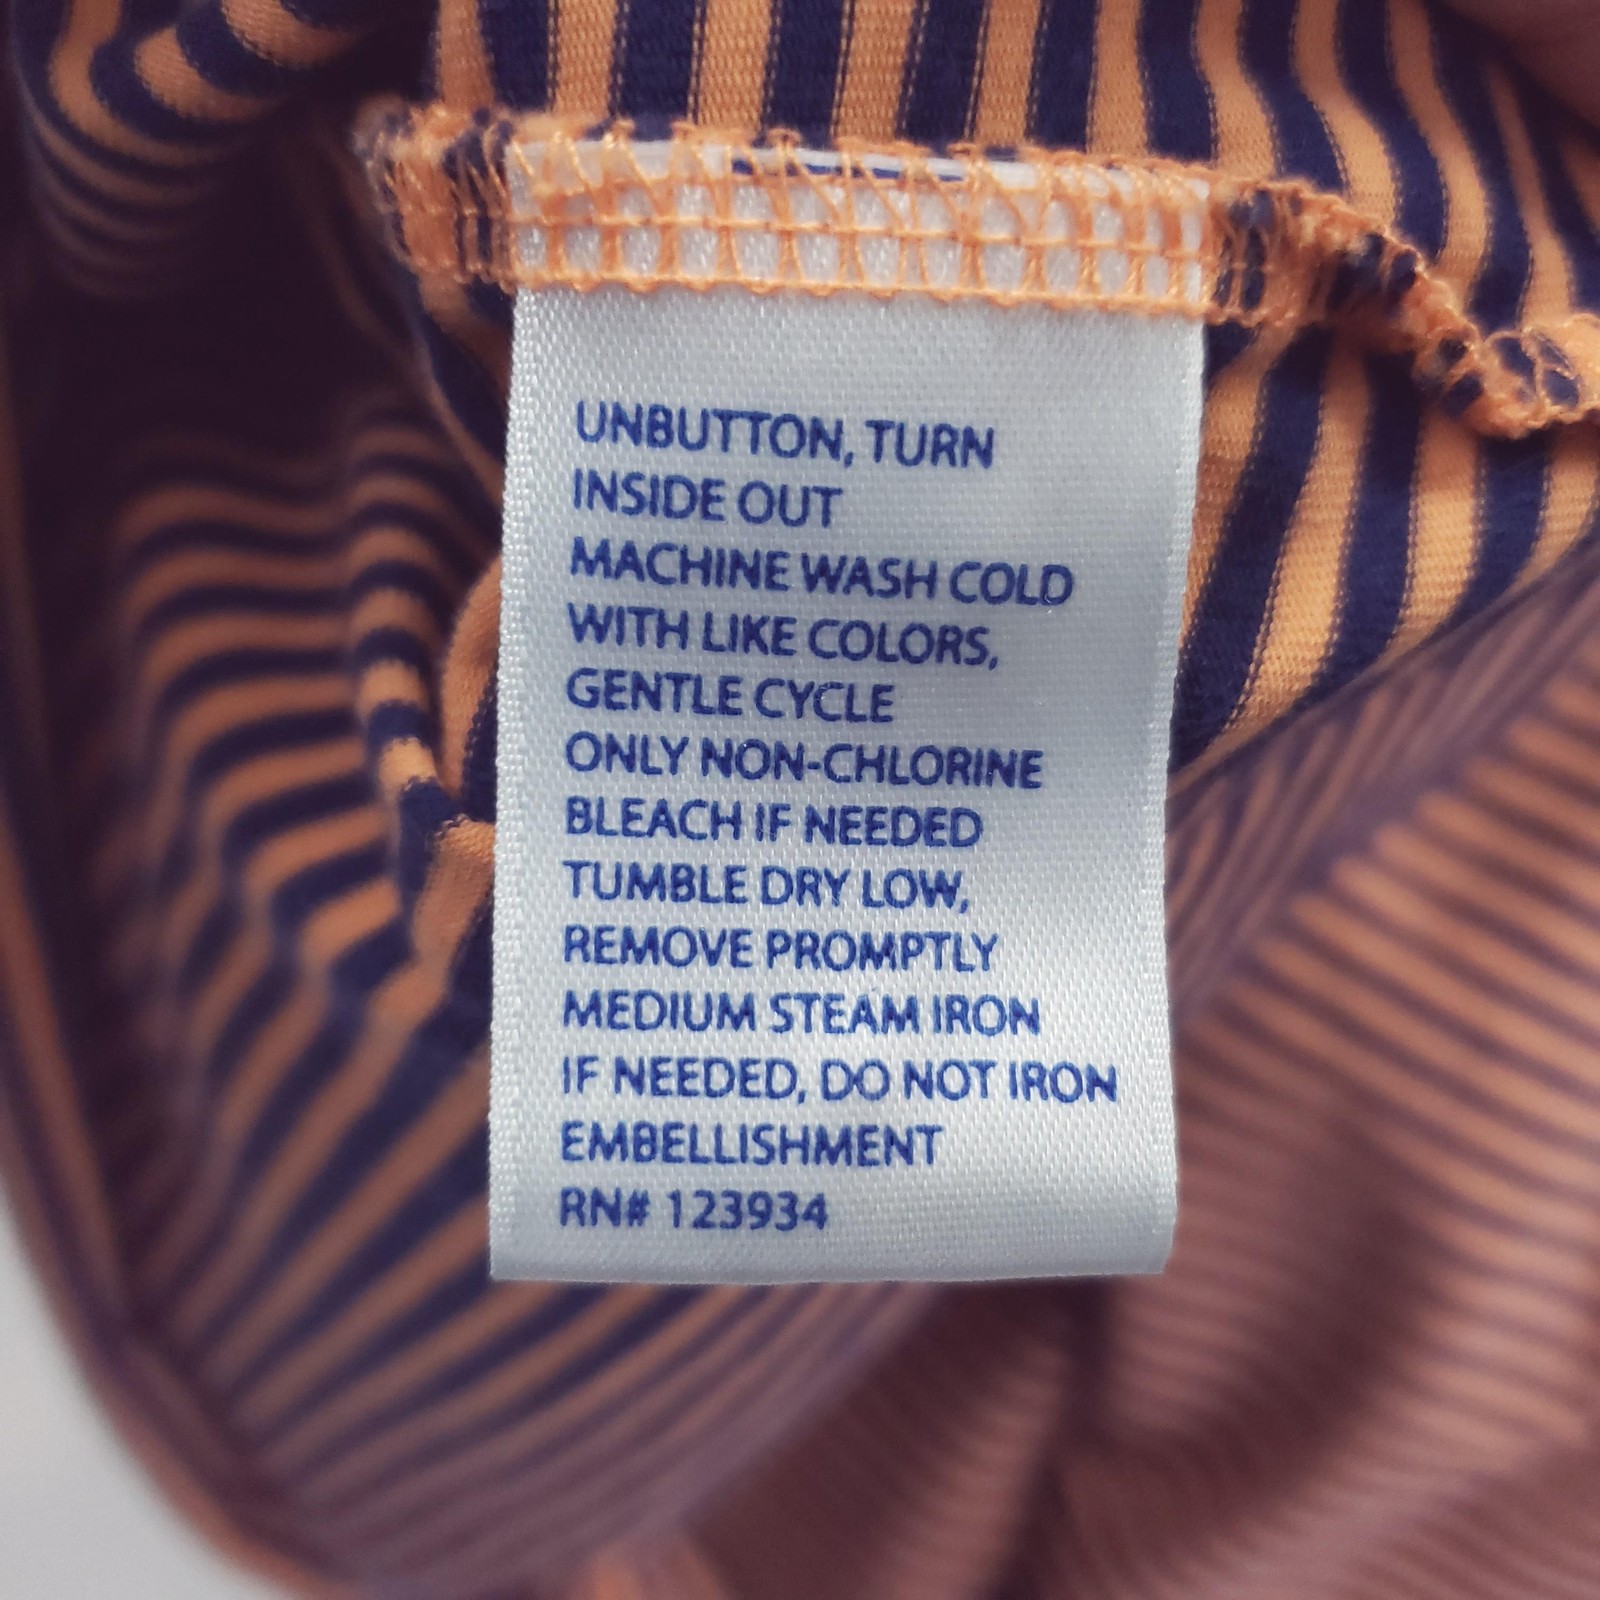 UNBUTTON, TURN
INSIDE OUT
MACHINE WASH COLD
WITH LIKE COLORS,
GENTLE CYCLE
ONLY NON-CHLORINE
BLEACH IF NEEDED
TUMBLE DRY LOW,
REMOVE PROMPTLY
MEDIUM STEAM IRON
IF NEEDED, DO NOT IRON
EMBELLISHMENT
RN# 123934